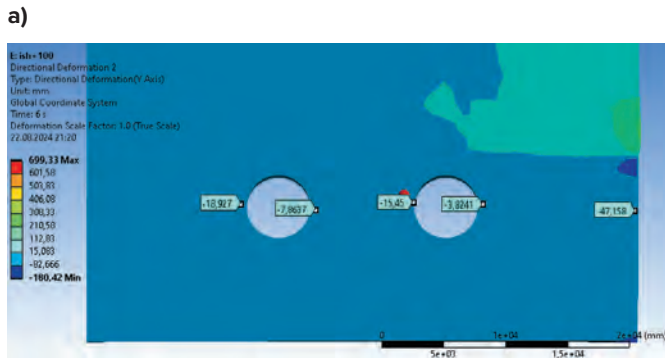 a)
E: ish=100
Directional Deformation 2
Type: Directional Deformation(Y Axis)
Unit: mm
Global Coordinate System
Time: 6 s
Deformation Scale Factor: 1.0 (True Scale)
22.08.2024 21:20
699,33 Max
601,58
503,83
406,08
308,33
210,58
112,83
15,083
-82,666
-180,42 Min
-18,927
-7,8637
-15,45
-3,8241
-47,158
0
1e+04
2e+04 (mm)
5e+03
1,5e+04